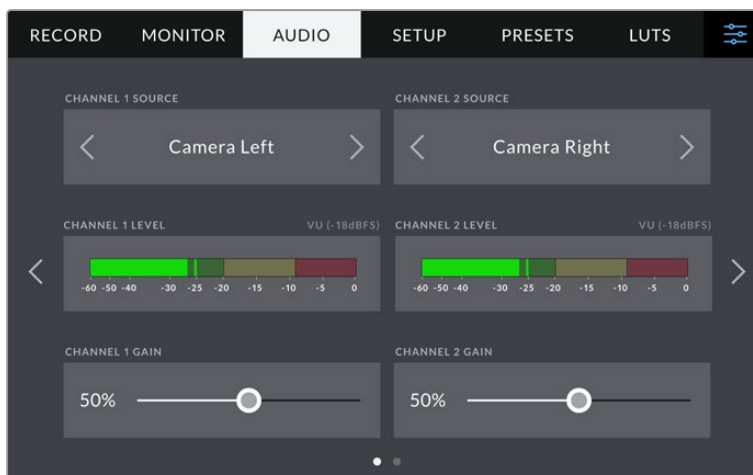 RECORD MONITOR AUDIO SETUP PRESETS LUTS
CHANNEL 1 SOURCE
Camera Left
CHANNEL 2 SOURCE
Camera Right
CHANNEL 1 LEVEL VU (-18dBFS)
-60 -50 -40 -30 -25 -20 -15 -10 -5 0
CHANNEL 2 LEVEL VU (-18dBFS)
-60 -50 -40 -30 -25 -20 -15 -10 -5 0
CHANNEL 1 GAIN
50%
CHANNEL 2 GAIN
50%